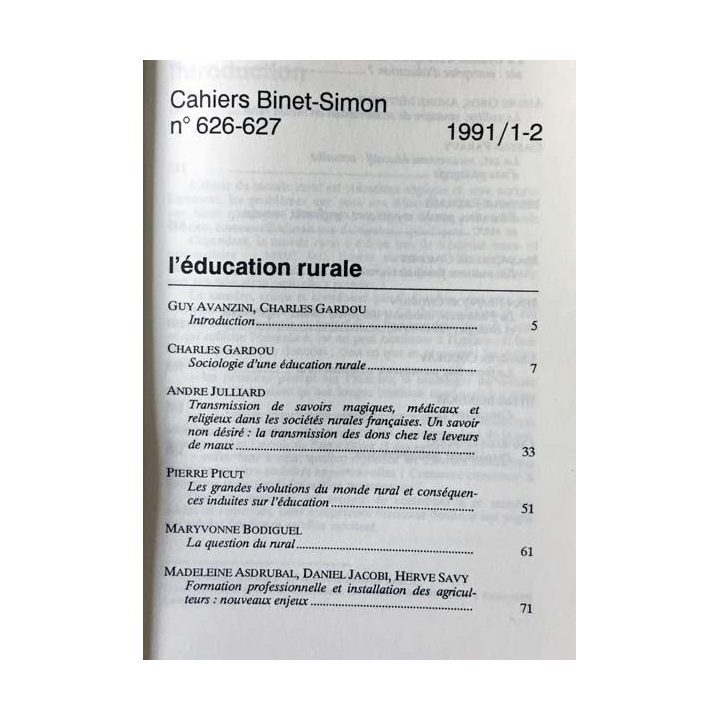 Cahiers Binet-Simon
n° 626-627 1991/1-2
l'éducation rurale
GUY AVANZINI, CHARLES GARDOU
Introduction.......... 5
CHARLES GARDOU
Sociologie d'une éducation rurale.......... 7
ANDRE JULLIARD
Transmission de savoirs magiques, médicaux et
religieux dans les sociétés rurales françaises. Un savoir
non désiré : la transmission des dons chez les leveurs
de maux.......... 33
PIERRE PICUT
Les grandes évolutions du monde rural et conséquen-
ces induites sur l'éducation.......... 51
MARYVONNE BODIGUEL
La question du rural.......... 61
MADELEINE ASDRUBAL, DANIEL JACOBI, HERVE SAVY
Formation professionnelle et installation des agricul-
teurs : nouveaux enjeux.......... 71